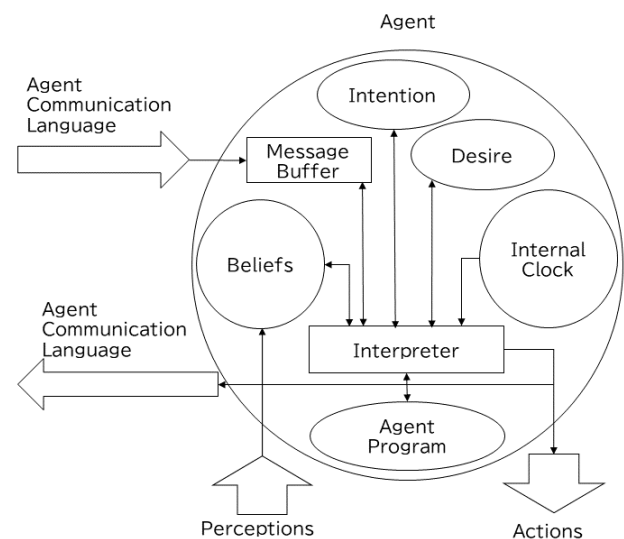 Agent
Agent
Communication
Language
Intention
Message
Buffer
Desire
Beliefs
Internal
Clock
Agent
Communication
Language
Interpreter
Agent
Program
Perceptions
Actions